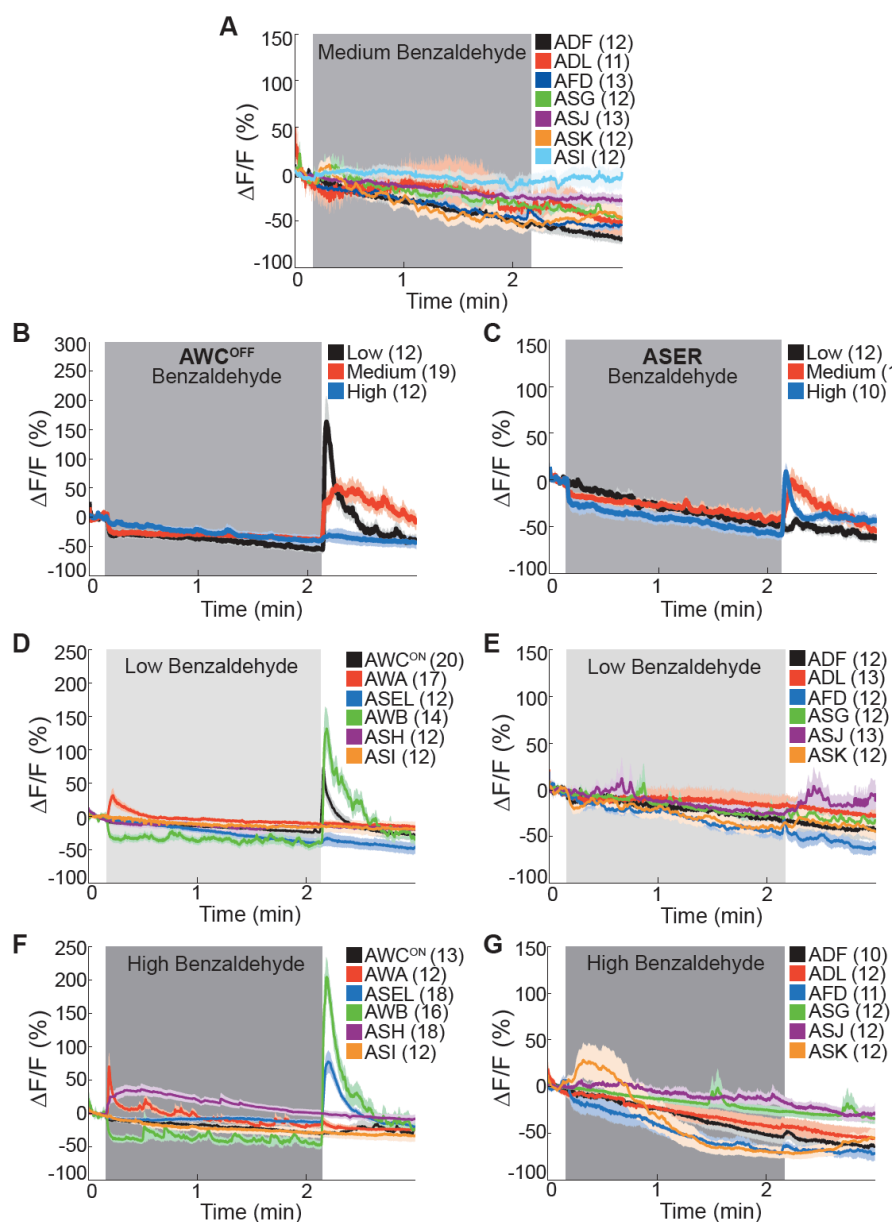 A
Medium Benzaldehyde
ADF (12)
ADL (11)
AFD (13)
ASG (12)
ASJ (13)
ASK (12)
ASI (12)
150
100
50
0
-50
-100
ΔF/F (%)
0 1 2
Time (min)
B
AWC^OFF
Benzaldehyde
Low (12)
Medium (19)
High (12)
300
250
200
150
100
50
0
-50
-100
ΔF/F (%)
0 1 2
Time (min)
C
ASER
Benzaldehyde
Low (12)
Medium (
High (10)
150
100
50
0
-50
-100
ΔF/F (%)
0 1 2
Time (min)
D
Low Benzaldehyde
AWC^ON (20)
AWA (17)
ASEL (12)
AWB (14)
ASH (12)
ASI (12)
250
200
150
100
50
0
-50
-100
ΔF/F (%)
0 1 2
Time (min)
E
Low Benzaldehyde
ADF (12)
ADL (13)
AFD (12)
ASG (12)
ASJ (13)
ASK (12)
150
100
50
0
-50
-100
ΔF/F (%)
0 1 2
Time (min)
F
High Benzaldehyde
AWC^ON (13)
AWA (12)
ASEL (18)
AWB (16)
ASH (18)
ASI (12)
250
200
150
100
50
0
-50
-100
ΔF/F (%)
0 1 2
Time (min)
G
High Benzaldehyde
ADF (10)
ADL (12)
AFD (11)
ASG (12)
ASJ (12)
ASK (12)
150
100
50
0
-50
-100
ΔF/F (%)
0 1 2
Time (min)